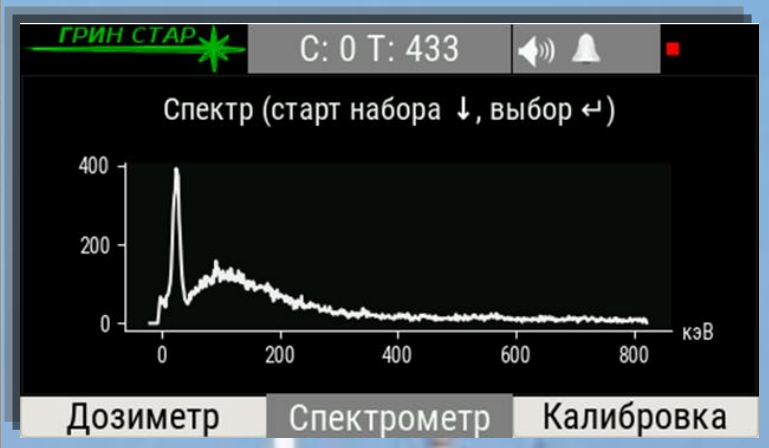 ГРИН СТАР
С: 0 Т: 433
Спектр (старт набора ↓, выбор ↵)
400
200
0
0 200 400 600 800
кэВ
Дозиметр Спектрометр Калибровка